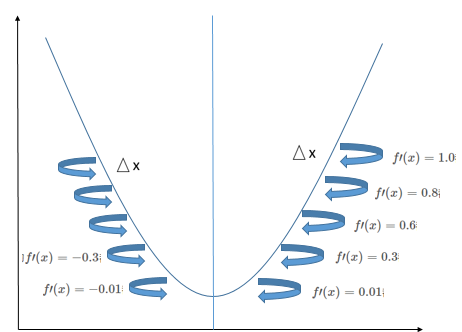 △ x
△ x
f′(x) = 1.0
f′(x) = 0.8
f′(x) = 0.6
f′(x) = −0.3
f′(x) = 0.3
f′(x) = −0.01
f′(x) = 0.01